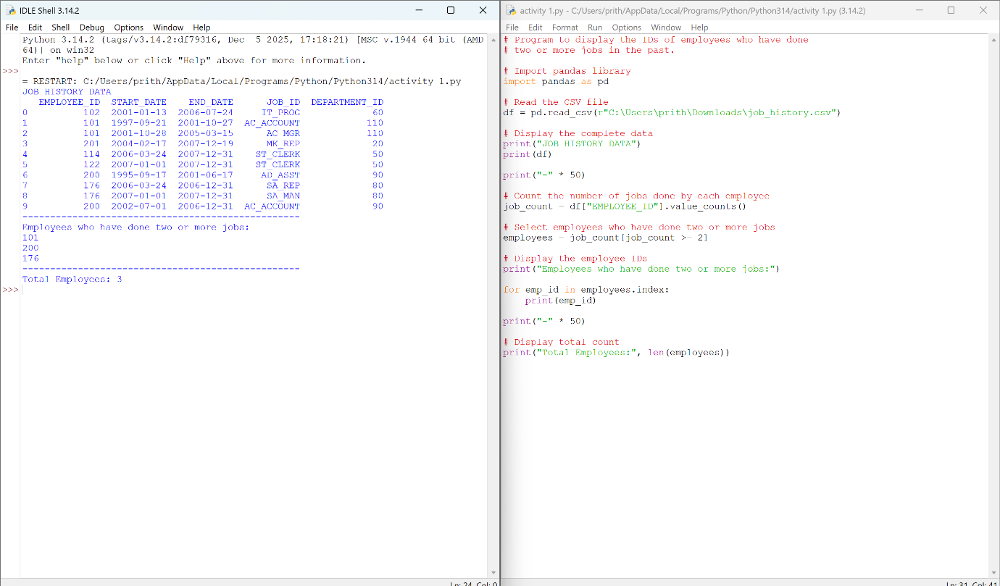 IDLE Shell 3.14.2
File Edit Shell Debug Options Window Help
Python 3.14.2 (tags/v3.14.2:df79316, Dec  5 2025, 17:18:21) [MSC v.1944 64 bit (AMD
64)] on win32
Enter "help" below or click "Help" above for more information.
>>>
= RESTART: C:/Users/prith/AppData/Local/Programs/Python/Python314/activity 1.py
JOB HISTORY DATA
   EMPLOYEE_ID  START_DATE    END_DATE      JOB_ID  DEPARTMENT_ID
0          102  2001-01-13  2006-07-24     IT_PROG             60
1          101  1997-09-21  2001-10-27  AC_ACCOUNT            110
2          101  2001-10-28  2005-03-15      AC_MGR            110
3          201  2004-02-17  2007-12-19      MK_REP             20
4          114  2006-03-24  2007-12-31    ST_CLERK             50
5          122  2007-01-01  2007-12-31    ST_CLERK             50
6          200  1995-09-17  2001-06-17     AD_ASST             90
7          176  2006-03-24  2006-12-31      SA_REP             80
8          176  2007-01-01  2007-12-31      SA_MAN             80
9          200  2002-07-01  2006-12-31  AC_ACCOUNT             90
--------------------------------------------------
Employees who have done two or more jobs:
101
200
176
--------------------------------------------------
Total Employees: 3
>>>
Ln: 24 Col: 0
activity 1.py - C:/Users/prith/AppData/Local/Programs/Python/Python314/activity 1.py (3.14.2)
File Edit Format Run Options Window Help
# Program to display the IDs of employees who have done
# two or more jobs in the past.
# Import pandas library
import pandas as pd
# Read the CSV file
df = pd.read_csv(r"C:\Users\prith\Downloads\job_history.csv")
# Display the complete data
print("JOB HISTORY DATA")
print(df)
print("-" * 50)
# Count the number of jobs done by each employee
job_count = df["EMPLOYEE_ID"].value_counts()
# Select employees who have done two or more jobs
employees = job_count[job_count >= 2]
# Display the employee IDs
print("Employees who have done two or more jobs:")
for emp_id in employees.index:
    print(emp_id)
print("-" * 50)
# Display total count
print("Total Employees:", len(employees))
Ln: 31 Col: 41